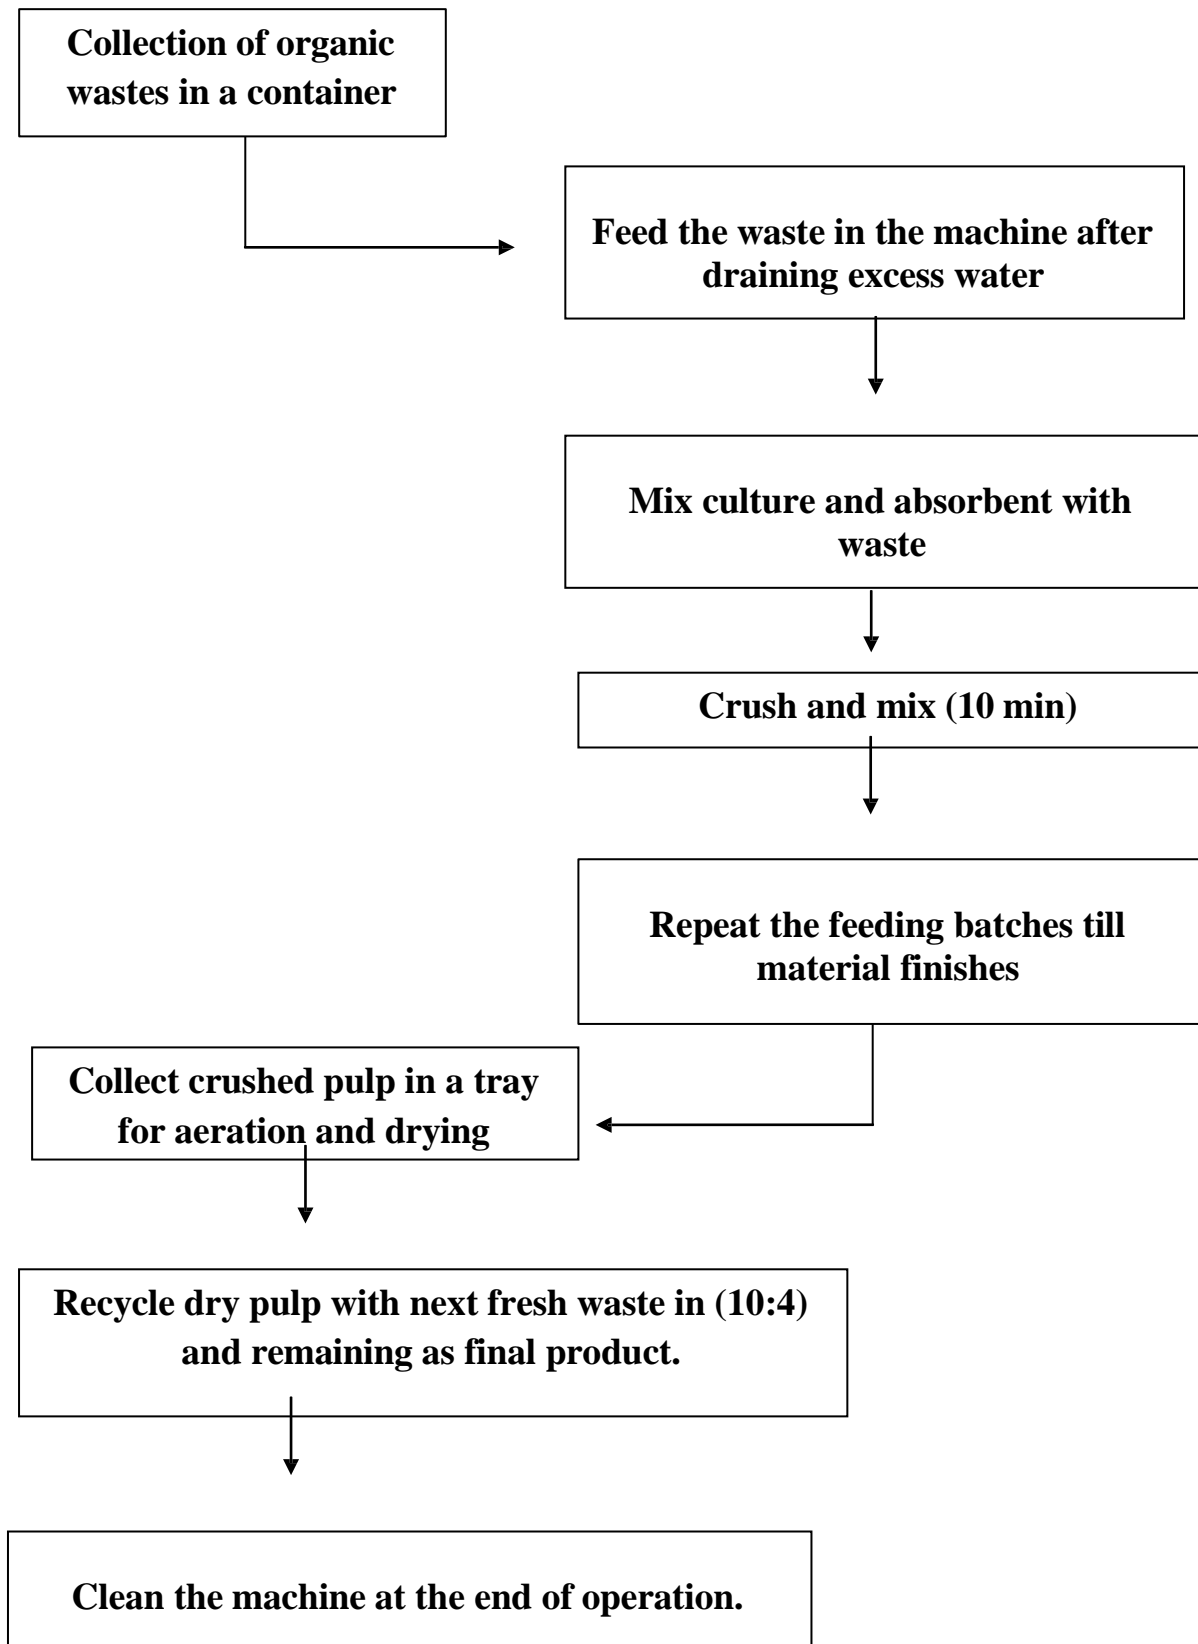 Collection of organic
wastes in a container
Feed the waste in the machine after
draining excess water
Mix culture and absorbent with
waste
Crush and mix (10 min)
Repeat the feeding batches till
material finishes
Collect crushed pulp in a tray
for aeration and drying
Recycle dry pulp with next fresh waste in (10:4)
and remaining as final product.
Clean the machine at the end of operation.